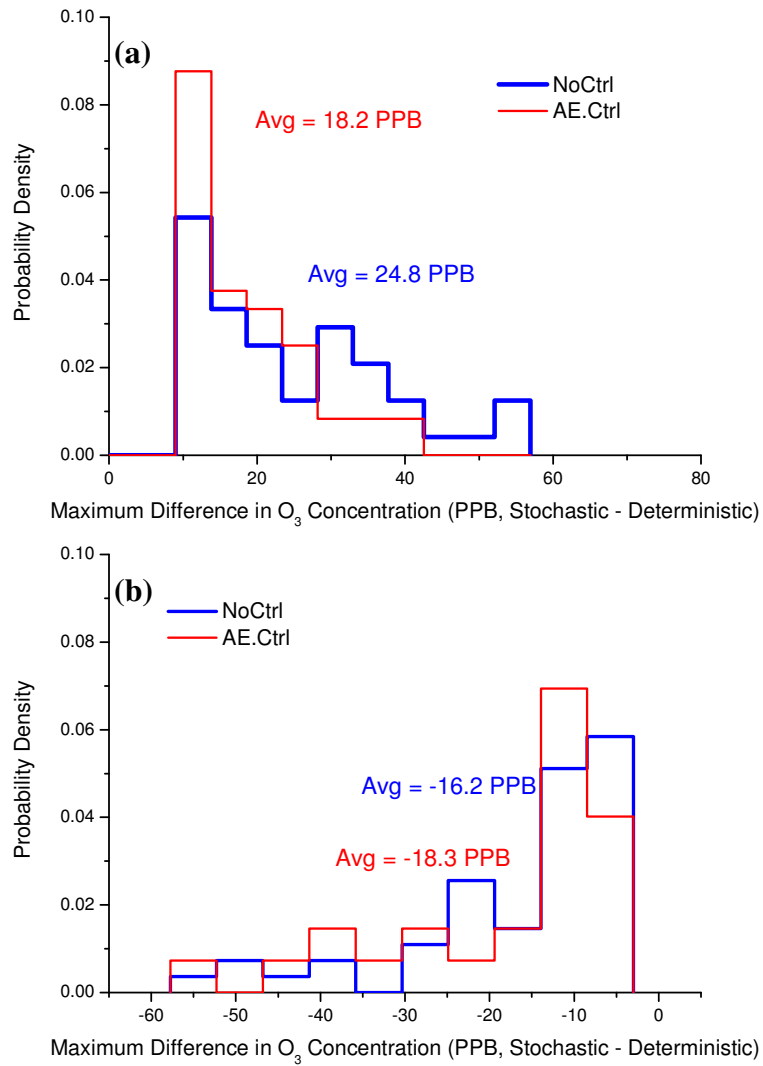 (a)
NoCtrl
AE.Ctrl
Avg = 18.2 PPB
Avg = 24.8 PPB
Probability Density
0.10
0.08
0.06
0.04
0.02
0.00
0 20 40 60 80
Maximum Difference in O₃ Concentration (PPB, Stochastic - Deterministic)
(b)
NoCtrl
AE.Ctrl
Avg = -16.2 PPB
Avg = -18.3 PPB
Probability Density
0.10
0.08
0.06
0.04
0.02
0.00
-60 -50 -40 -30 -20 -10 0
Maximum Difference in O₃ Concentration (PPB, Stochastic - Deterministic)